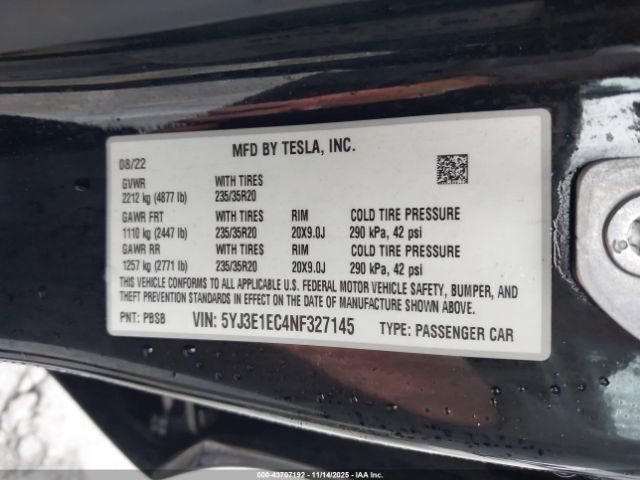 MFD BY TESLA, INC.
08/22
GVWR WITH TIRES
2212 kg (4877 lb) 235/35R20
GAWR FRT WITH TIRES RIM COLD TIRE PRESSURE
1110 kg (2447 lb) 235/35R20 20X9.0J 290 kPa, 42 psi
GAWR RR WITH TIRES RIM COLD TIRE PRESSURE
1257 kg (2771 lb) 235/35R20 20X9.0J 290 kPa, 42 psi
THIS VEHICLE CONFORMS TO ALL APPLICABLE U.S. FEDERAL MOTOR VEHICLE SAFETY, BUMPER, AND
THEFT PREVENTION STANDARDS IN EFFECT ON THE DATE OF MANUFACTURE SHOWN ABOVE.
PNT: PBSB VIN: 5YJ3E1EC4NF327145 TYPE: PASSENGER CAR
000-43707192 - 11/14/2025 - IAAC